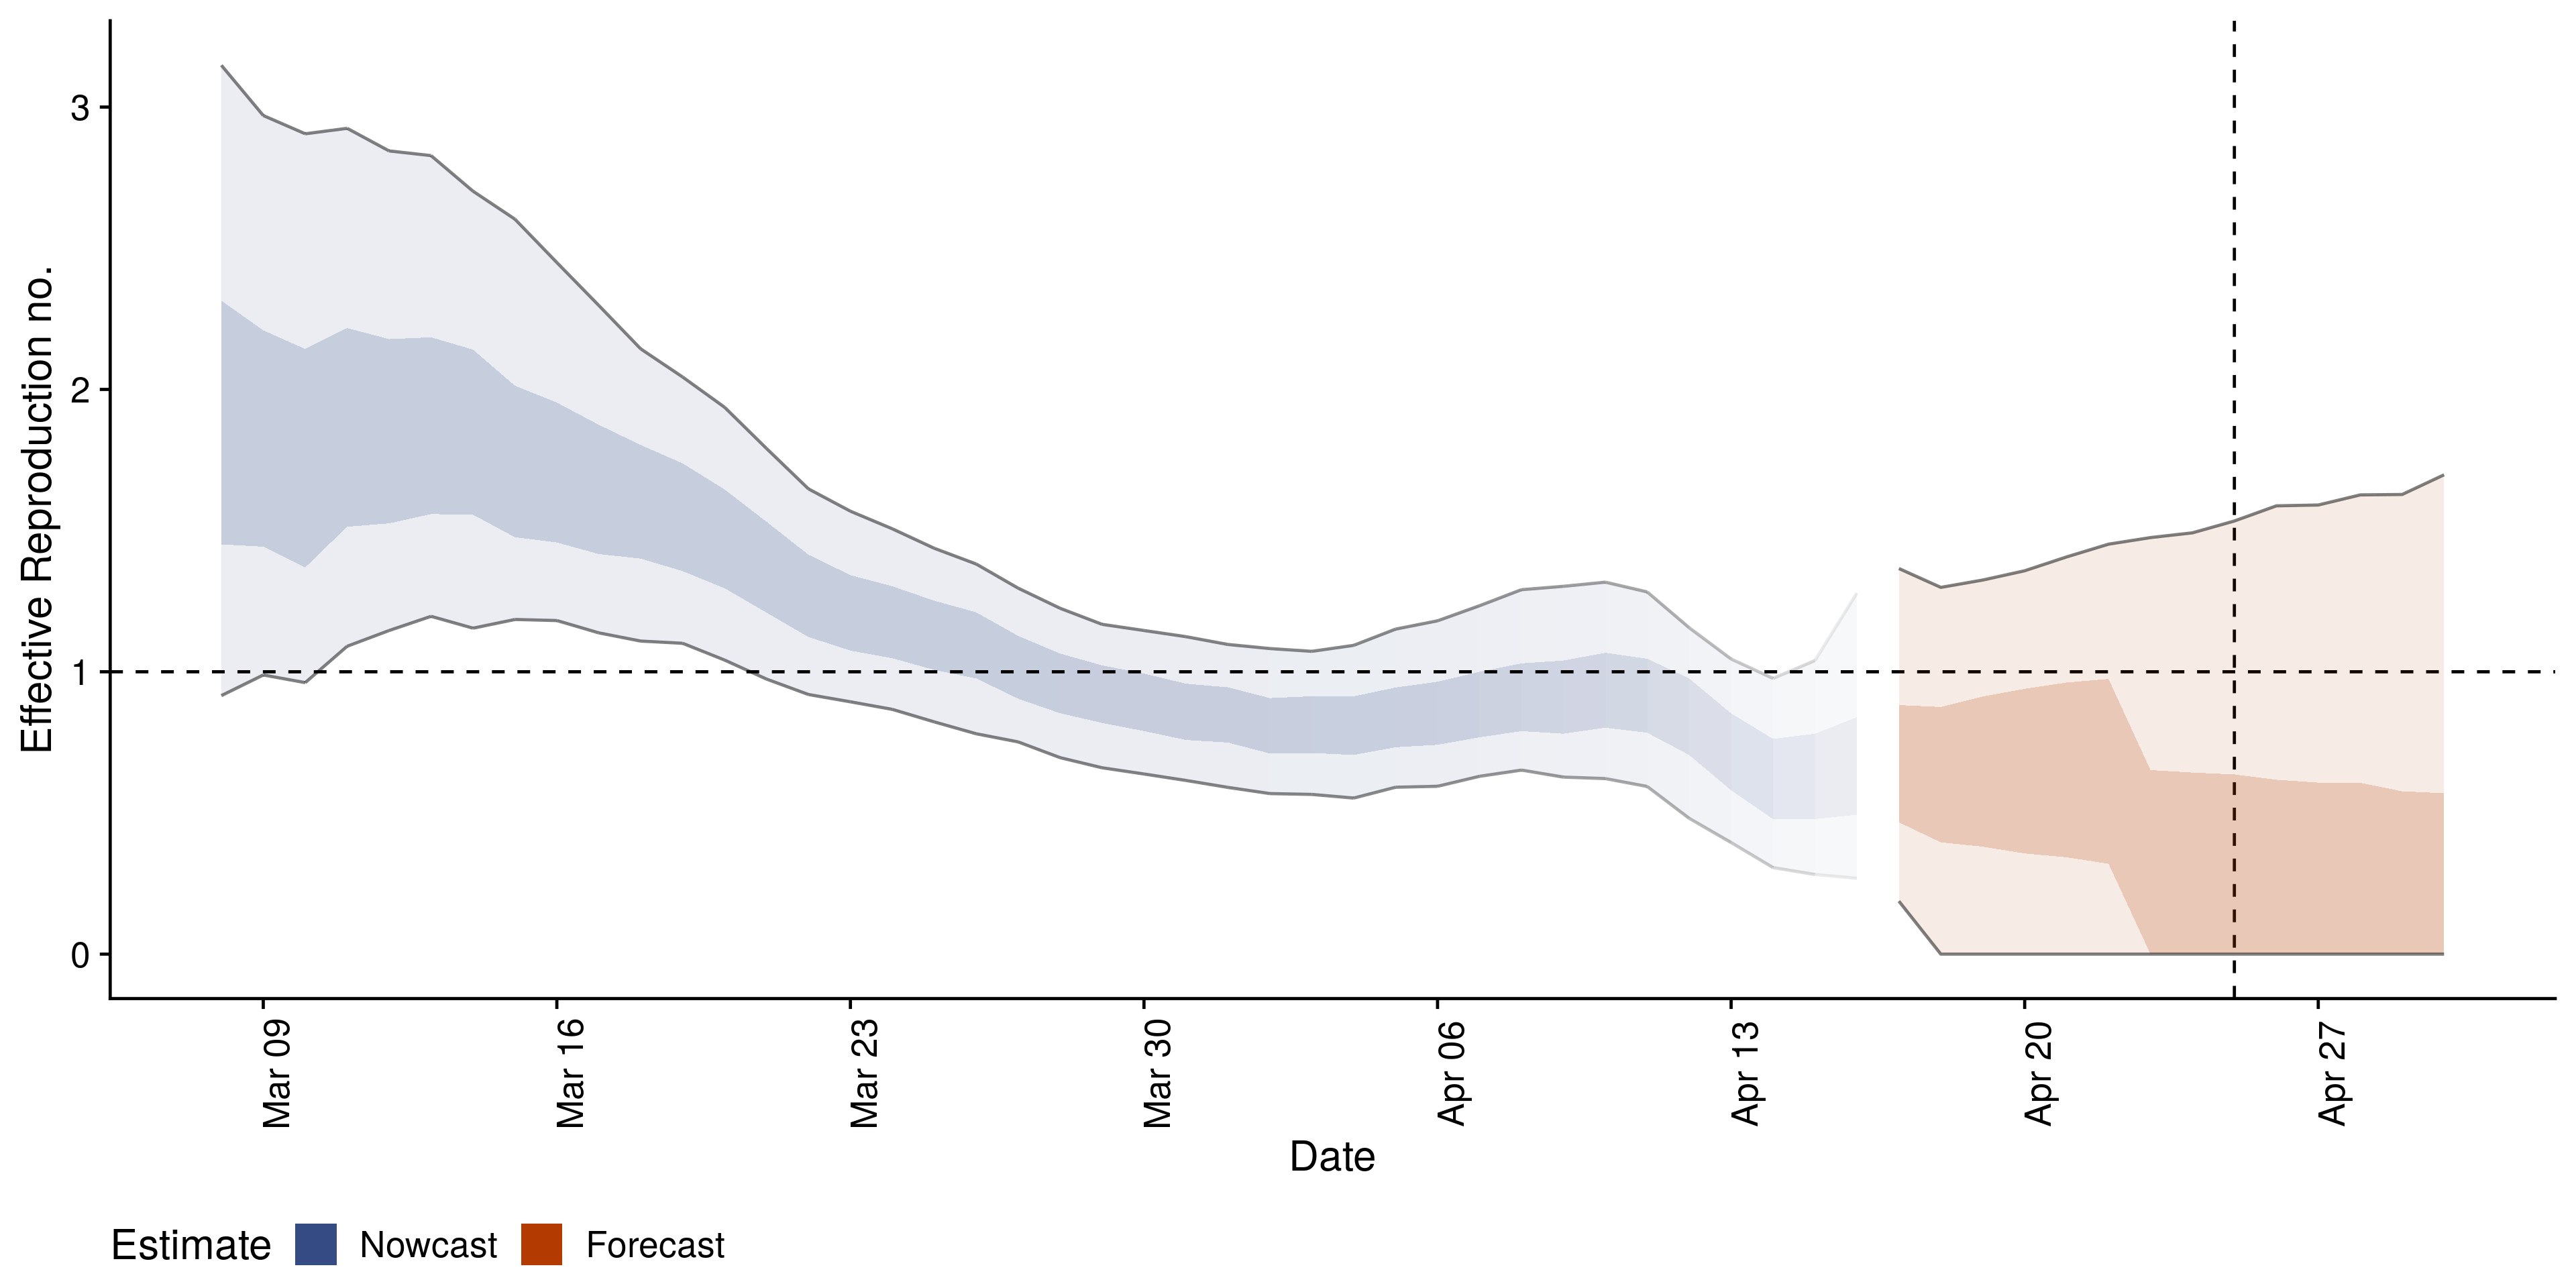 Effective Reproduction no.
3
2
1
0
Mar 09
Mar 16
Mar 23
Mar 30
Apr 06
Apr 13
Apr 20
Apr 27
Date
Estimate Nowcast Forecast